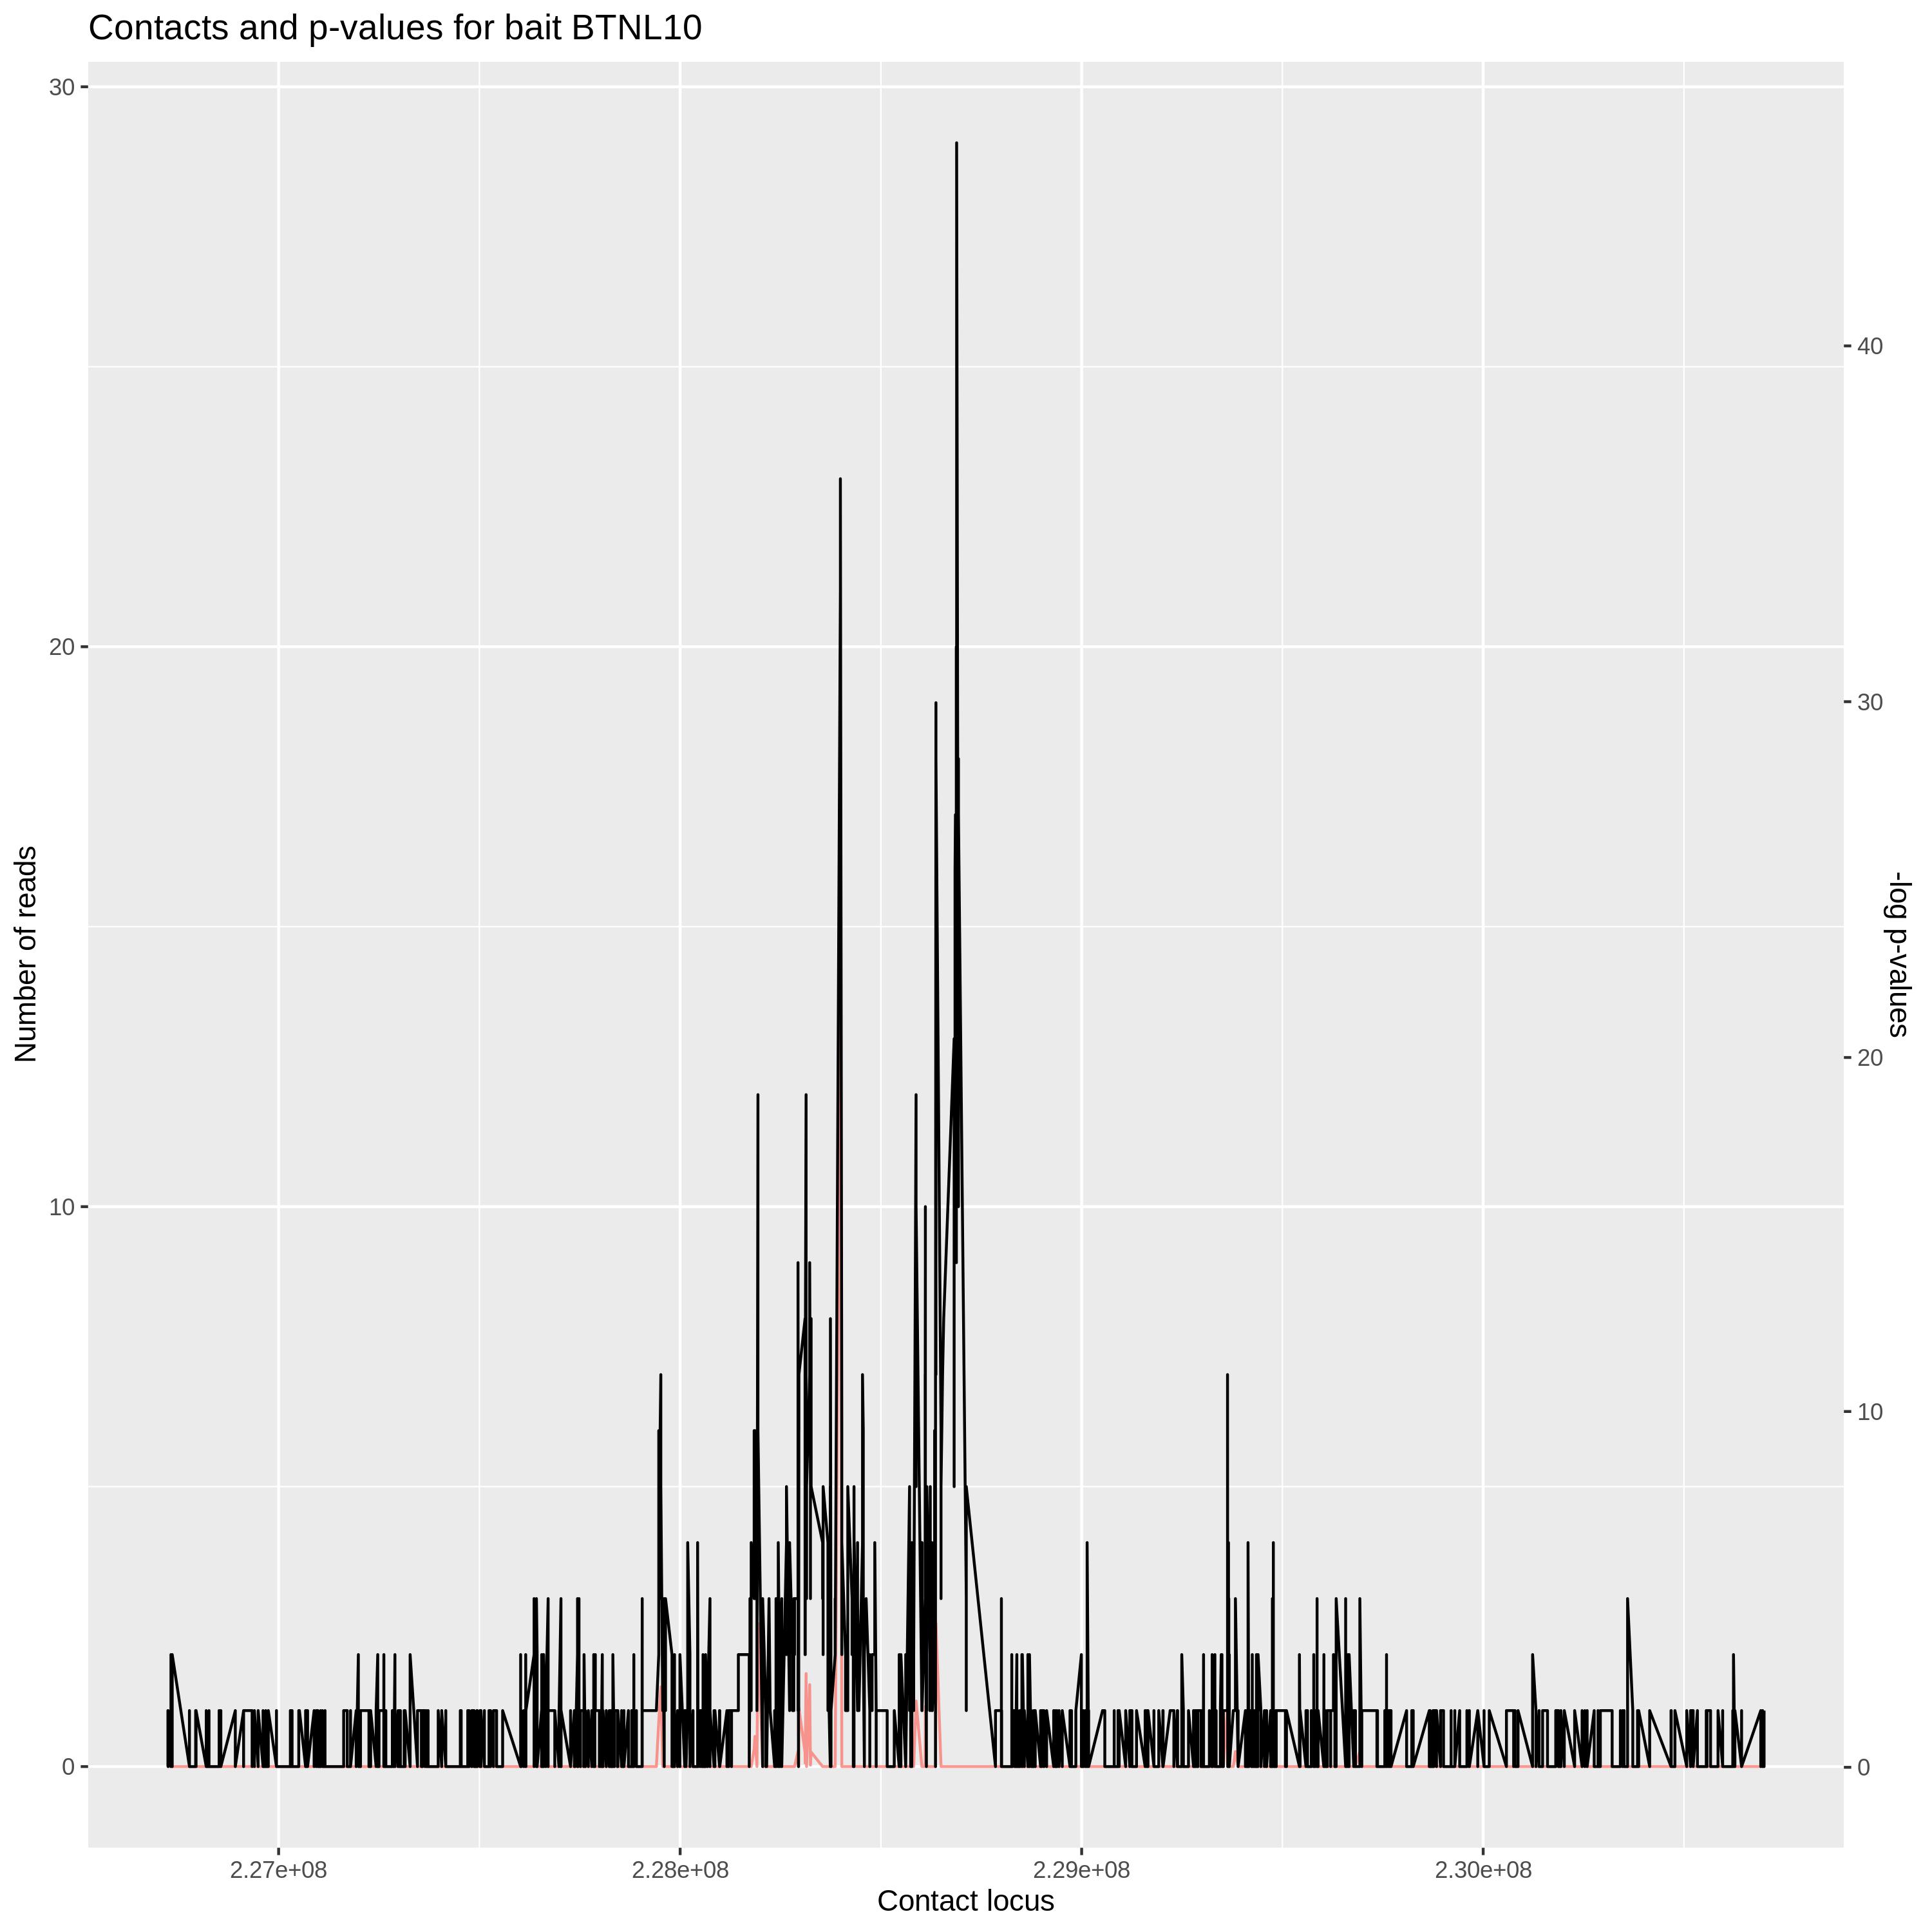 Contacts and p-values for bait BTNL10
30
20
10
0
Number of reads
40
30
20
10
0
-log p-values
2.27e+08 2.28e+08 2.29e+08 2.30e+08
Contact locus